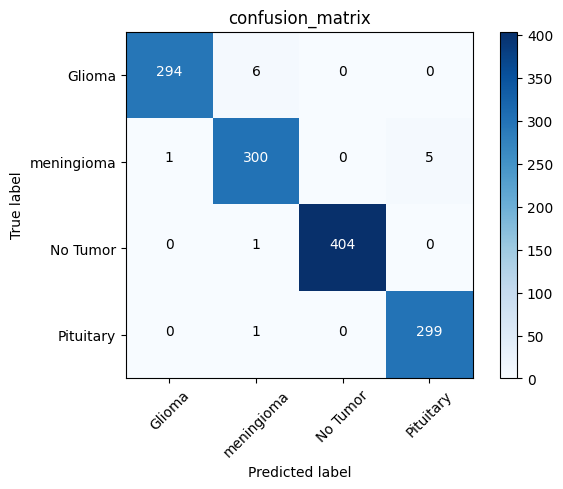 confusion_matrix
True label
Glioma 294 6 0 0
meningioma 1 300 0 5
No Tumor 0 1 404 0
Pituitary 0 1 0 299
Glioma meningioma No Tumor Pituitary
Predicted label
400
350
300
250
200
150
100
50
0